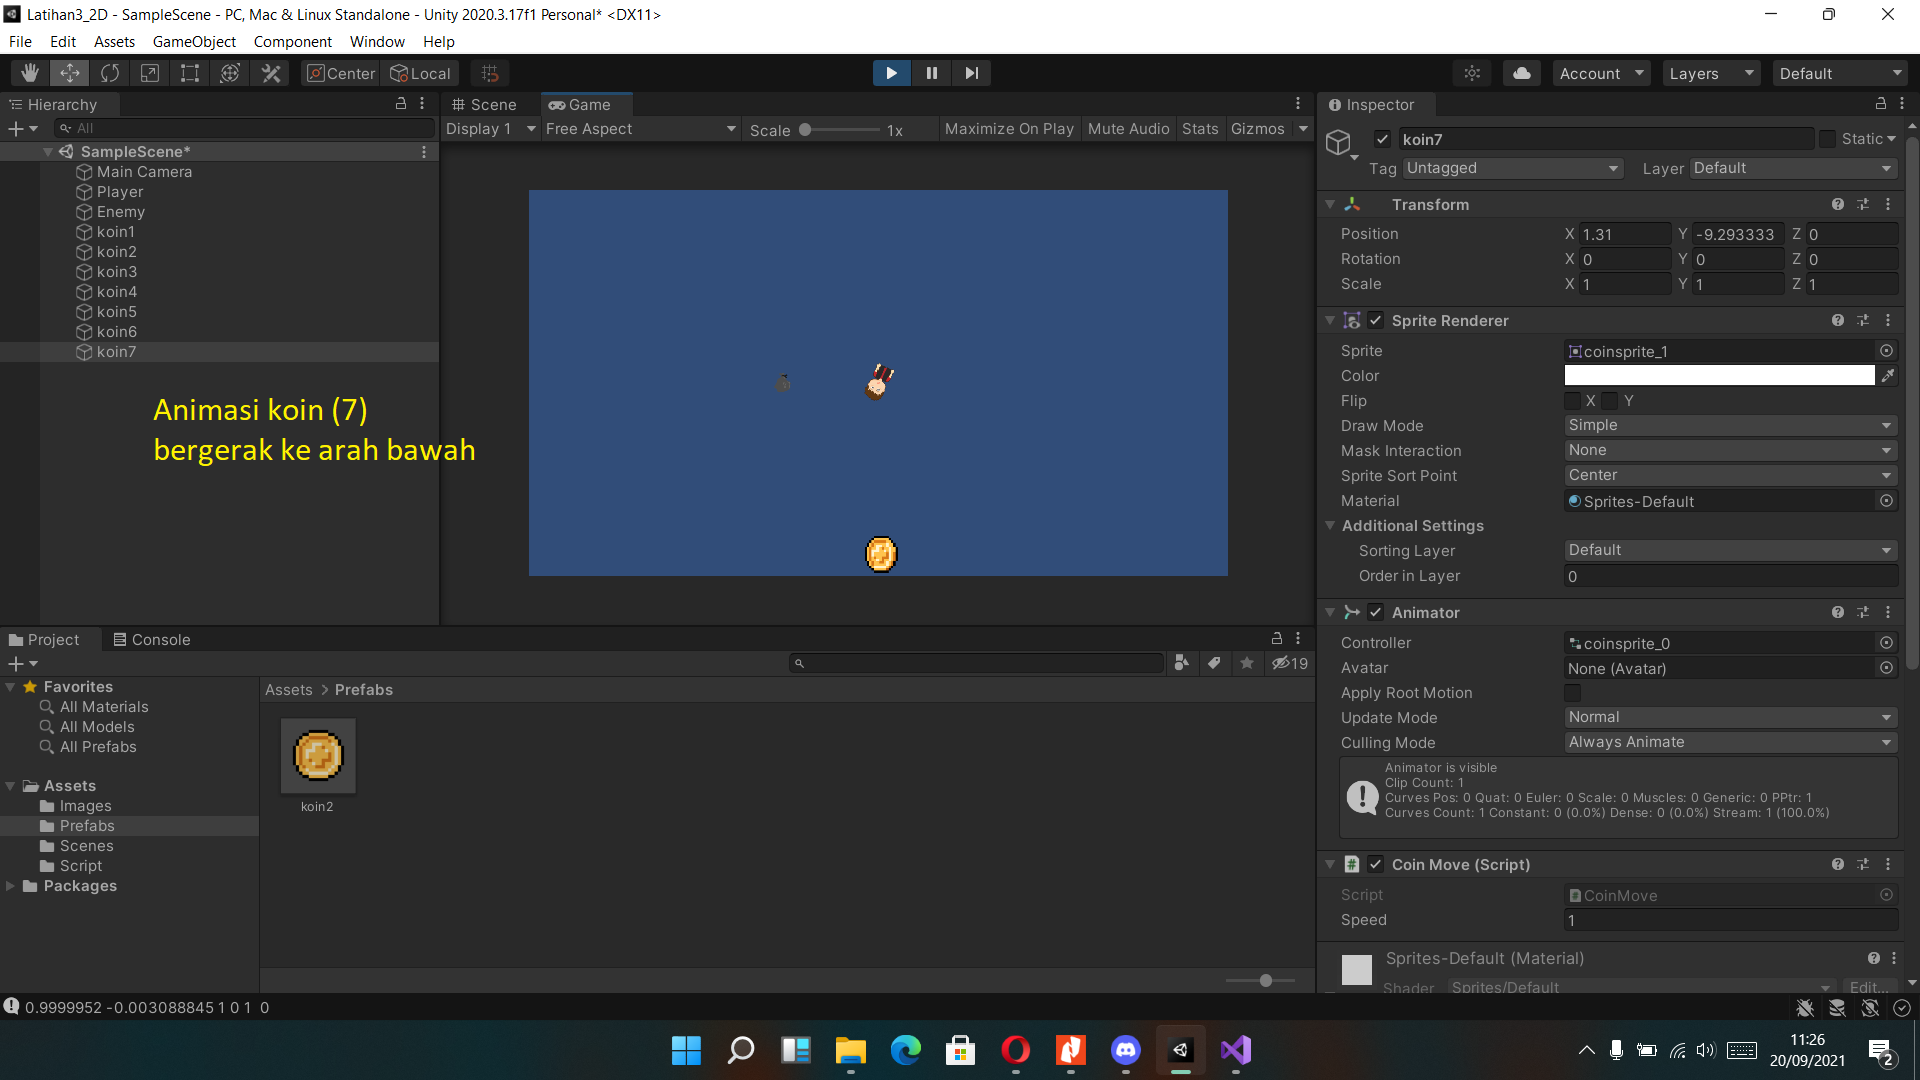 Latihan3_2D - SampleScene - PC, Mac & Linux Standalone - Unity 2020.3.17f1 Personal* <DX11>
File Edit Assets GameObject Component Window Help
Center Local Account Layers Default
Hierarchy
All
SampleScene*
Main Camera
Player
Enemy
koin1
koin2
koin3
koin4
koin5
koin6
koin7
Animasi koin (7)
bergerak ke arah bawah
Scene Game
Display 1 Free Aspect Scale 1x Maximize On Play Mute Audio Stats Gizmos
Inspector
koin7 Static
Tag Untagged Layer Default
Transform
Position X 1.31 Y -9.293333 Z 0
Rotation X 0 Y 0 Z 0
Scale X 1 Y 1 Z 1
Sprite Renderer
Sprite coinsprite_1
Color
Flip X Y
Draw Mode Simple
Mask Interaction None
Sprite Sort Point Center
Material Sprites-Default
Additional Settings
Sorting Layer Default
Order in Layer 0
Animator
Controller coinsprite_0
Avatar None (Avatar)
Apply Root Motion
Update Mode Normal
Culling Mode Always Animate
Animator is visible
Clip Count: 1
Curves Pos: 0 Quat: 0 Euler: 0 Scale: 0 Muscles: 0 Generic: 0 PPtr: 1
Curves Count: 1 Constant: 0 (0.0%) Dense: 0 (0.0%) Stream: 1 (100.0%)
Coin Move (Script)
Script CoinMove
Speed 1
Sprites-Default (Material)
Shader Sprites/Default Edit...
Project Console
19
Favorites
All Materials
All Models
All Prefabs
Assets
Images
Prefabs
Scenes
Script
Packages
Assets > Prefabs
koin2
0.9999952 -0.003088845 1 0 1 0
11:26
20/09/2021
2